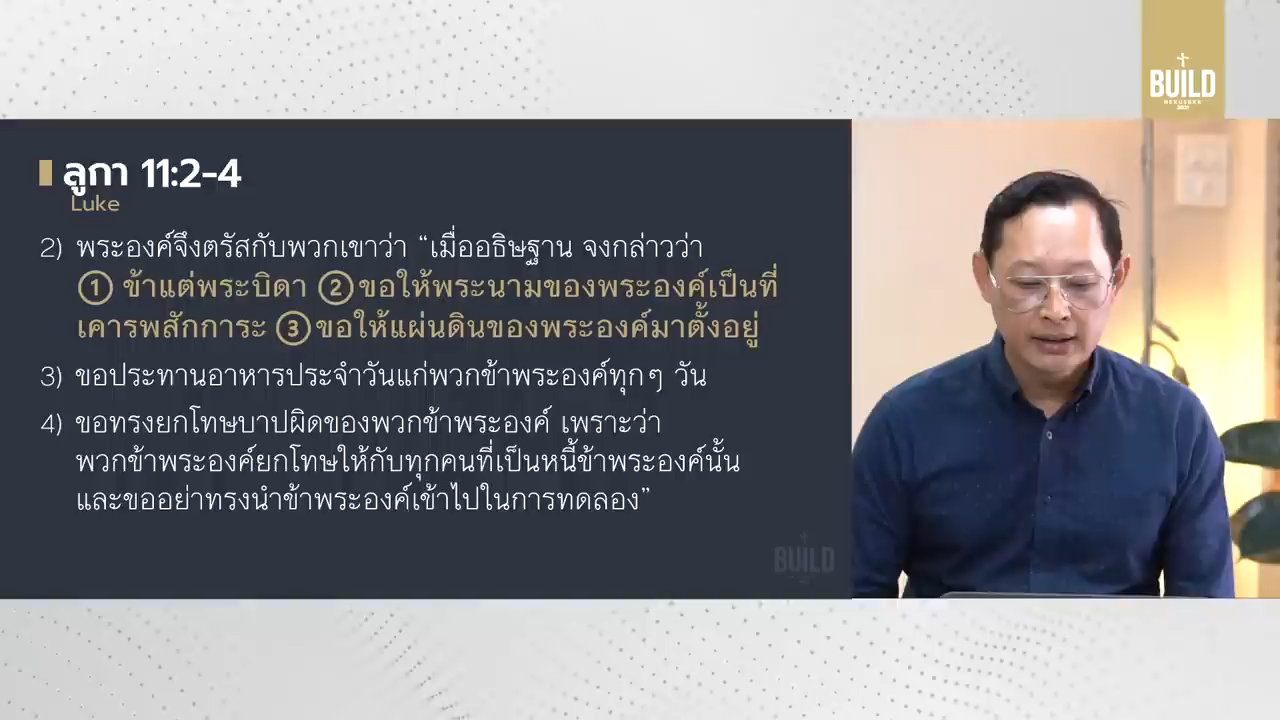 BUILD
NEXUSBKK
2021
ลูกา 11:2-4
Luke
2) พระองค์จึงตรัสกับพวกเขาว่า “เมื่ออธิษฐาน จงกล่าวว่า
① ข้าแต่พระบิดา ② ขอให้พระนามของพระองค์เป็นที่
เคารพสักการะ ③ ขอให้แผ่นดินของพระองค์มาตั้งอยู่
3) ขอประทานอาหารประจำวันแก่พวกข้าพระองค์ทุกๆ วัน
4) ขอทรงยกโทษบาปผิดของพวกข้าพระองค์ เพราะว่า
พวกข้าพระองค์ยกโทษให้กับทุกคนที่เป็นหนี้ข้าพระองค์นั้น
และขออย่าทรงนำข้าพระองค์เข้าไปในการทดลอง”
BUILD